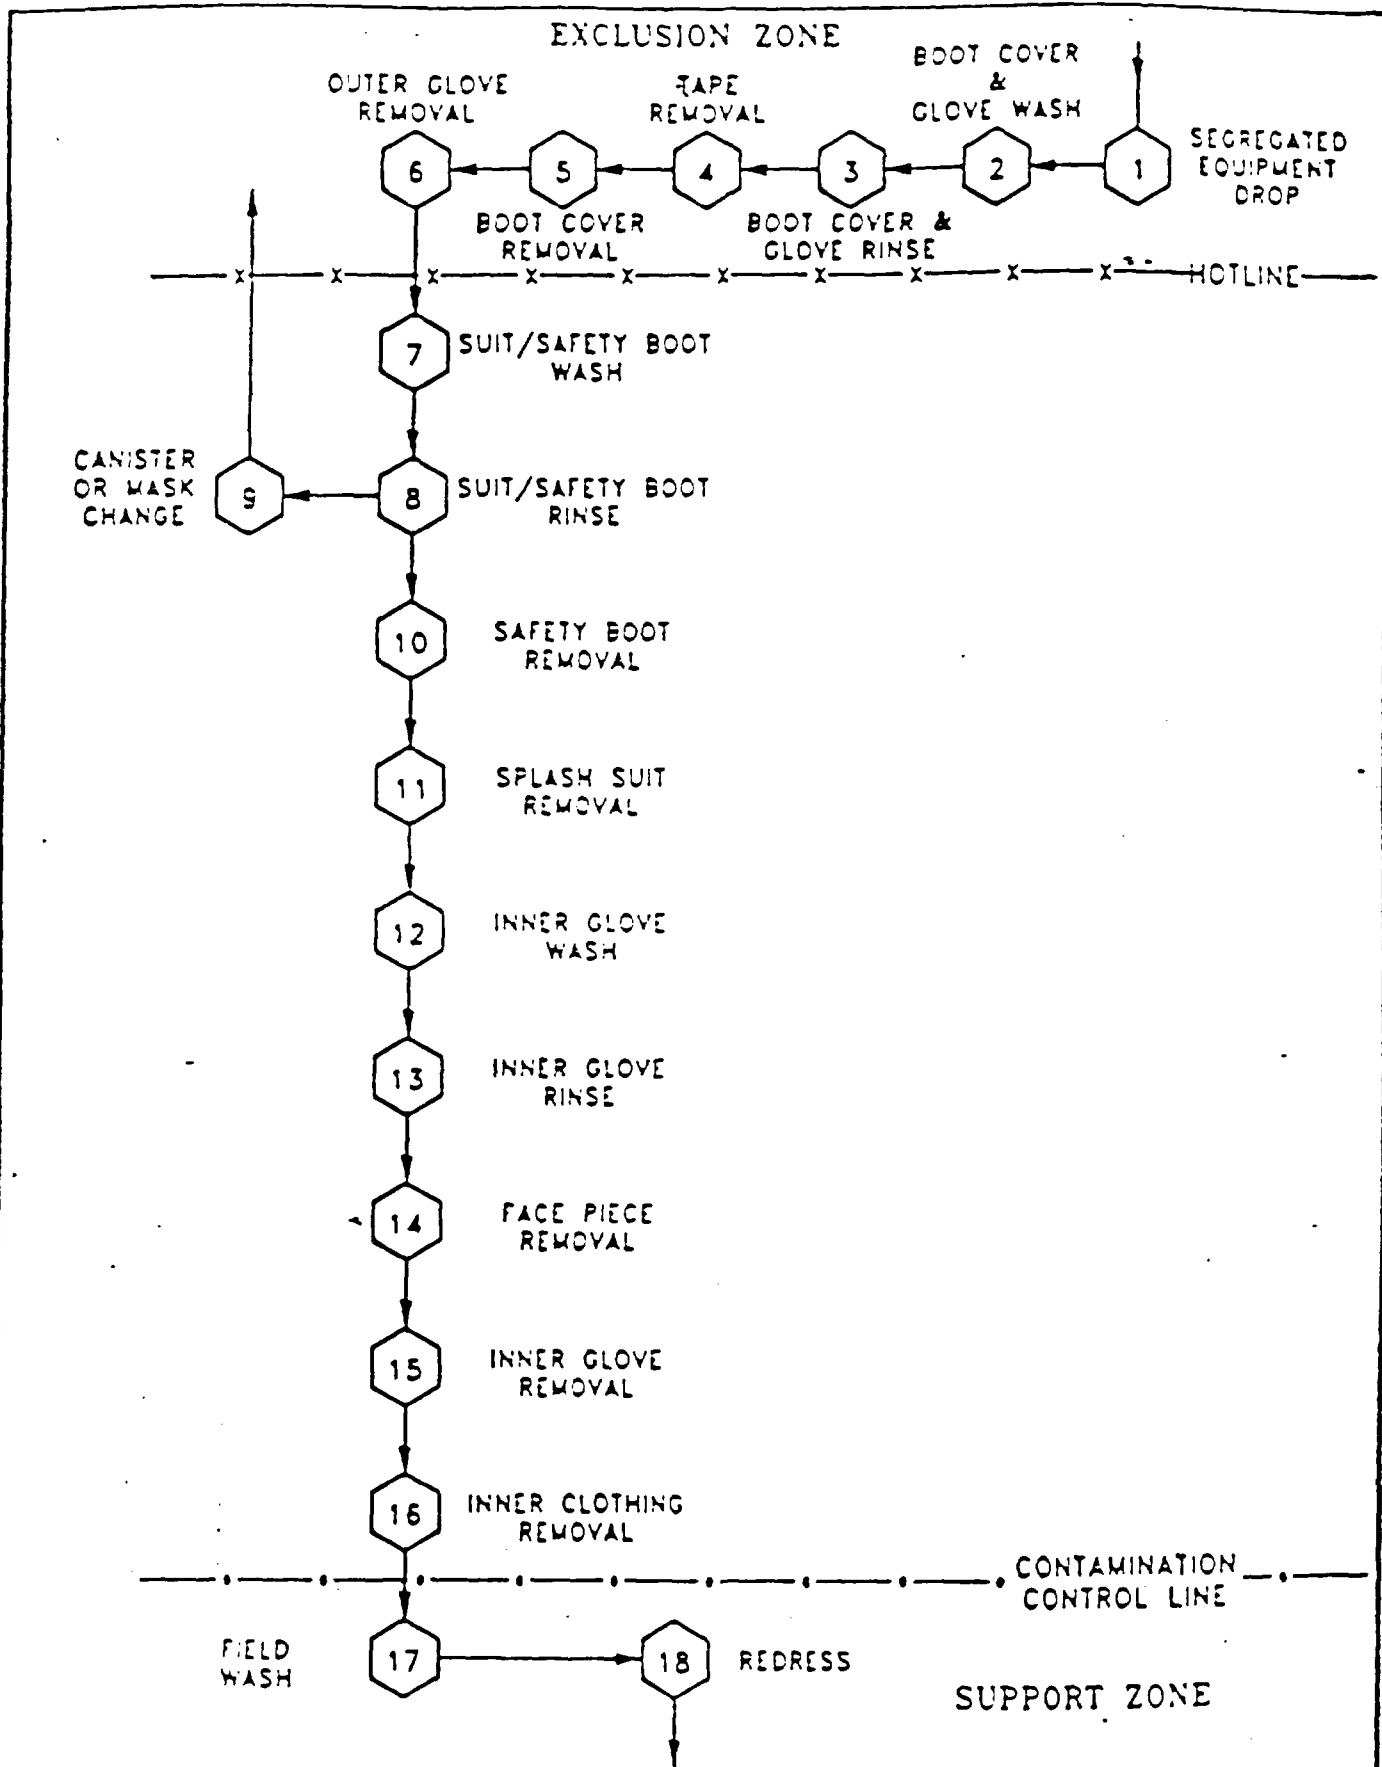 EXCLUSION ZONE
BOOT COVER
&
GLOVE WASH
OUTER GLOVE
REMOVAL
TAPE
REMOVAL
SEGREGATED
EQUIPMENT
DROP
6
5
4
3
2
1
BOOT COVER
REMOVAL
BOOT COVER &
GLOVE RINSE
HOTLINE
7
SUIT/SAFETY BOOT
WASH
CANISTER
OR MASK
CHANGE
9
8
SUIT/SAFETY BOOT
RINSE
10
SAFETY BOOT
REMOVAL
11
SPLASH SUIT
REMOVAL
12
INNER GLOVE
WASH
13
INNER GLOVE
RINSE
14
FACE PIECE
REMOVAL
15
INNER GLOVE
REMOVAL
16
INNER CLOTHING
REMOVAL
CONTAMINATION
CONTROL LINE
FIELD
WASH
17
18
REDRESS
SUPPORT ZONE